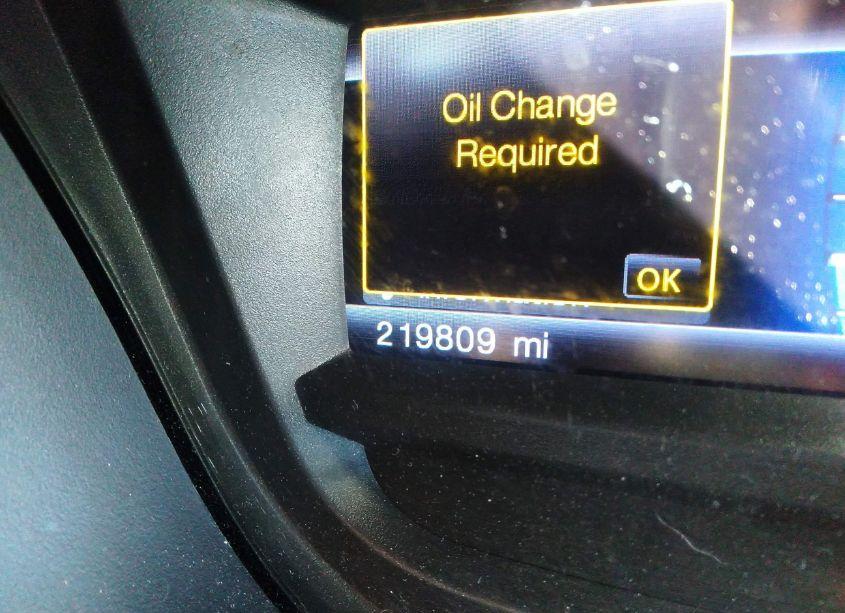 Oil Change
Required
OK
219809 mi